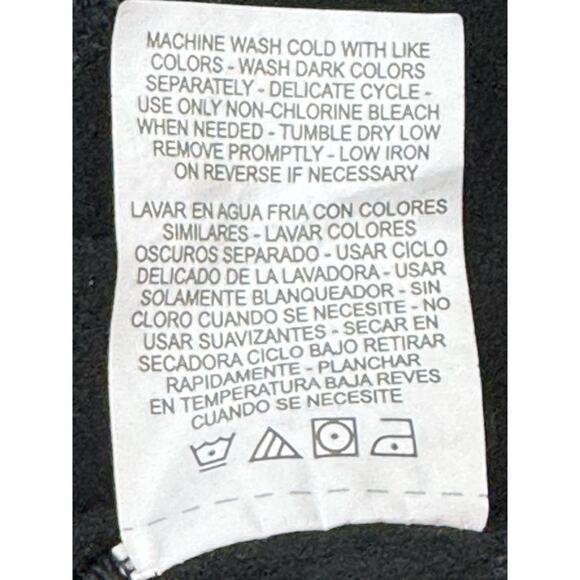 MACHINE WASH COLD WITH LIKE
COLORS - WASH DARK COLORS
SEPARATELY - DELICATE CYCLE -
USE ONLY NON-CHLORINE BLEACH
WHEN NEEDED - TUMBLE DRY LOW
REMOVE PROMPTLY - LOW IRON
ON REVERSE IF NECESSARY
LAVAR EN AGUA FRIA CON COLORES
SIMILARES - LAVAR COLORES
OSCUROS SEPARADO - USAR CICLO
DELICADO DE LA LAVADORA - USAR
SOLAMENTE BLANQUEADOR - SIN
CLORO CUANDO SE NECESITE - NO
USAR SUAVIZANTES - SECAR EN
SECADORA CICLO BAJO RETIRAR
RAPIDAMENTE - PLANCHAR
EN TEMPERATURA BAJA REVES
CUANDO SE NECESITE